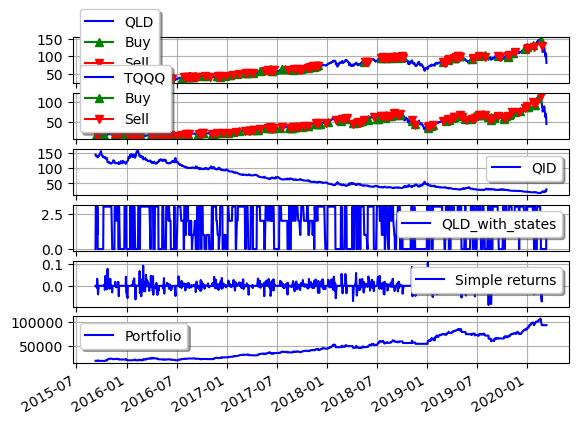 QLD
Buy
Sell
150
100
50
TQQQ
Buy
Sell
100
50
150
100
50
QID
2.5
0.0
QLD_with_states
0.1
0.0
Simple returns
100000
50000
Portfolio
2015-07
2016-01
2016-07
2017-01
2017-07
2018-01
2018-07
2019-01
2019-07
2020-01